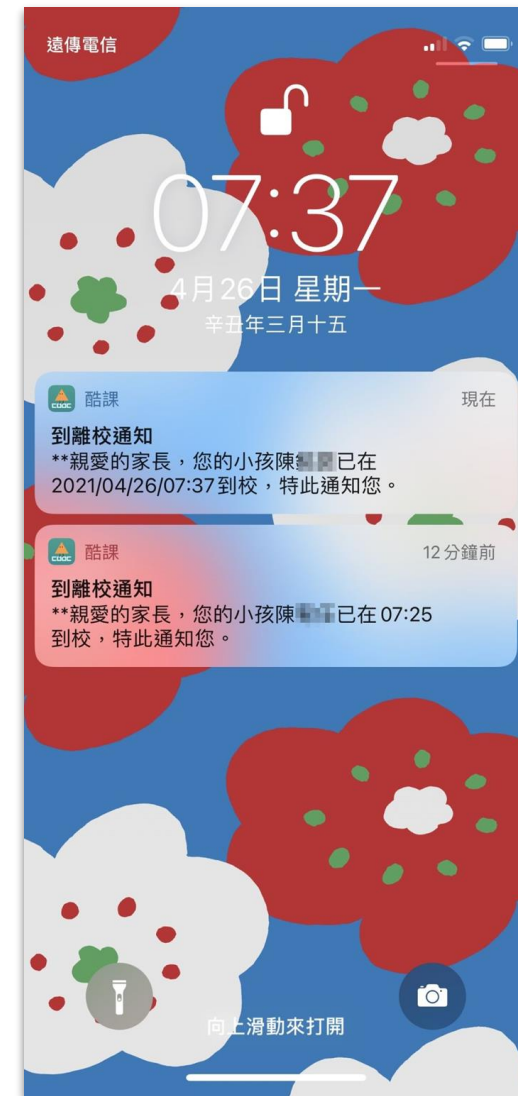 遠傳電信
07:37
4月26日 星期一
辛丑年三月十五
酷課 現在
到離校通知
**親愛的家長，您的小孩陳 已在
2021/04/26/07:37到校，特此通知您。
酷課 12分鐘前
到離校通知
**親愛的家長，您的小孩陳 已在07:25
到校，特此通知您。
向上滑動來打開